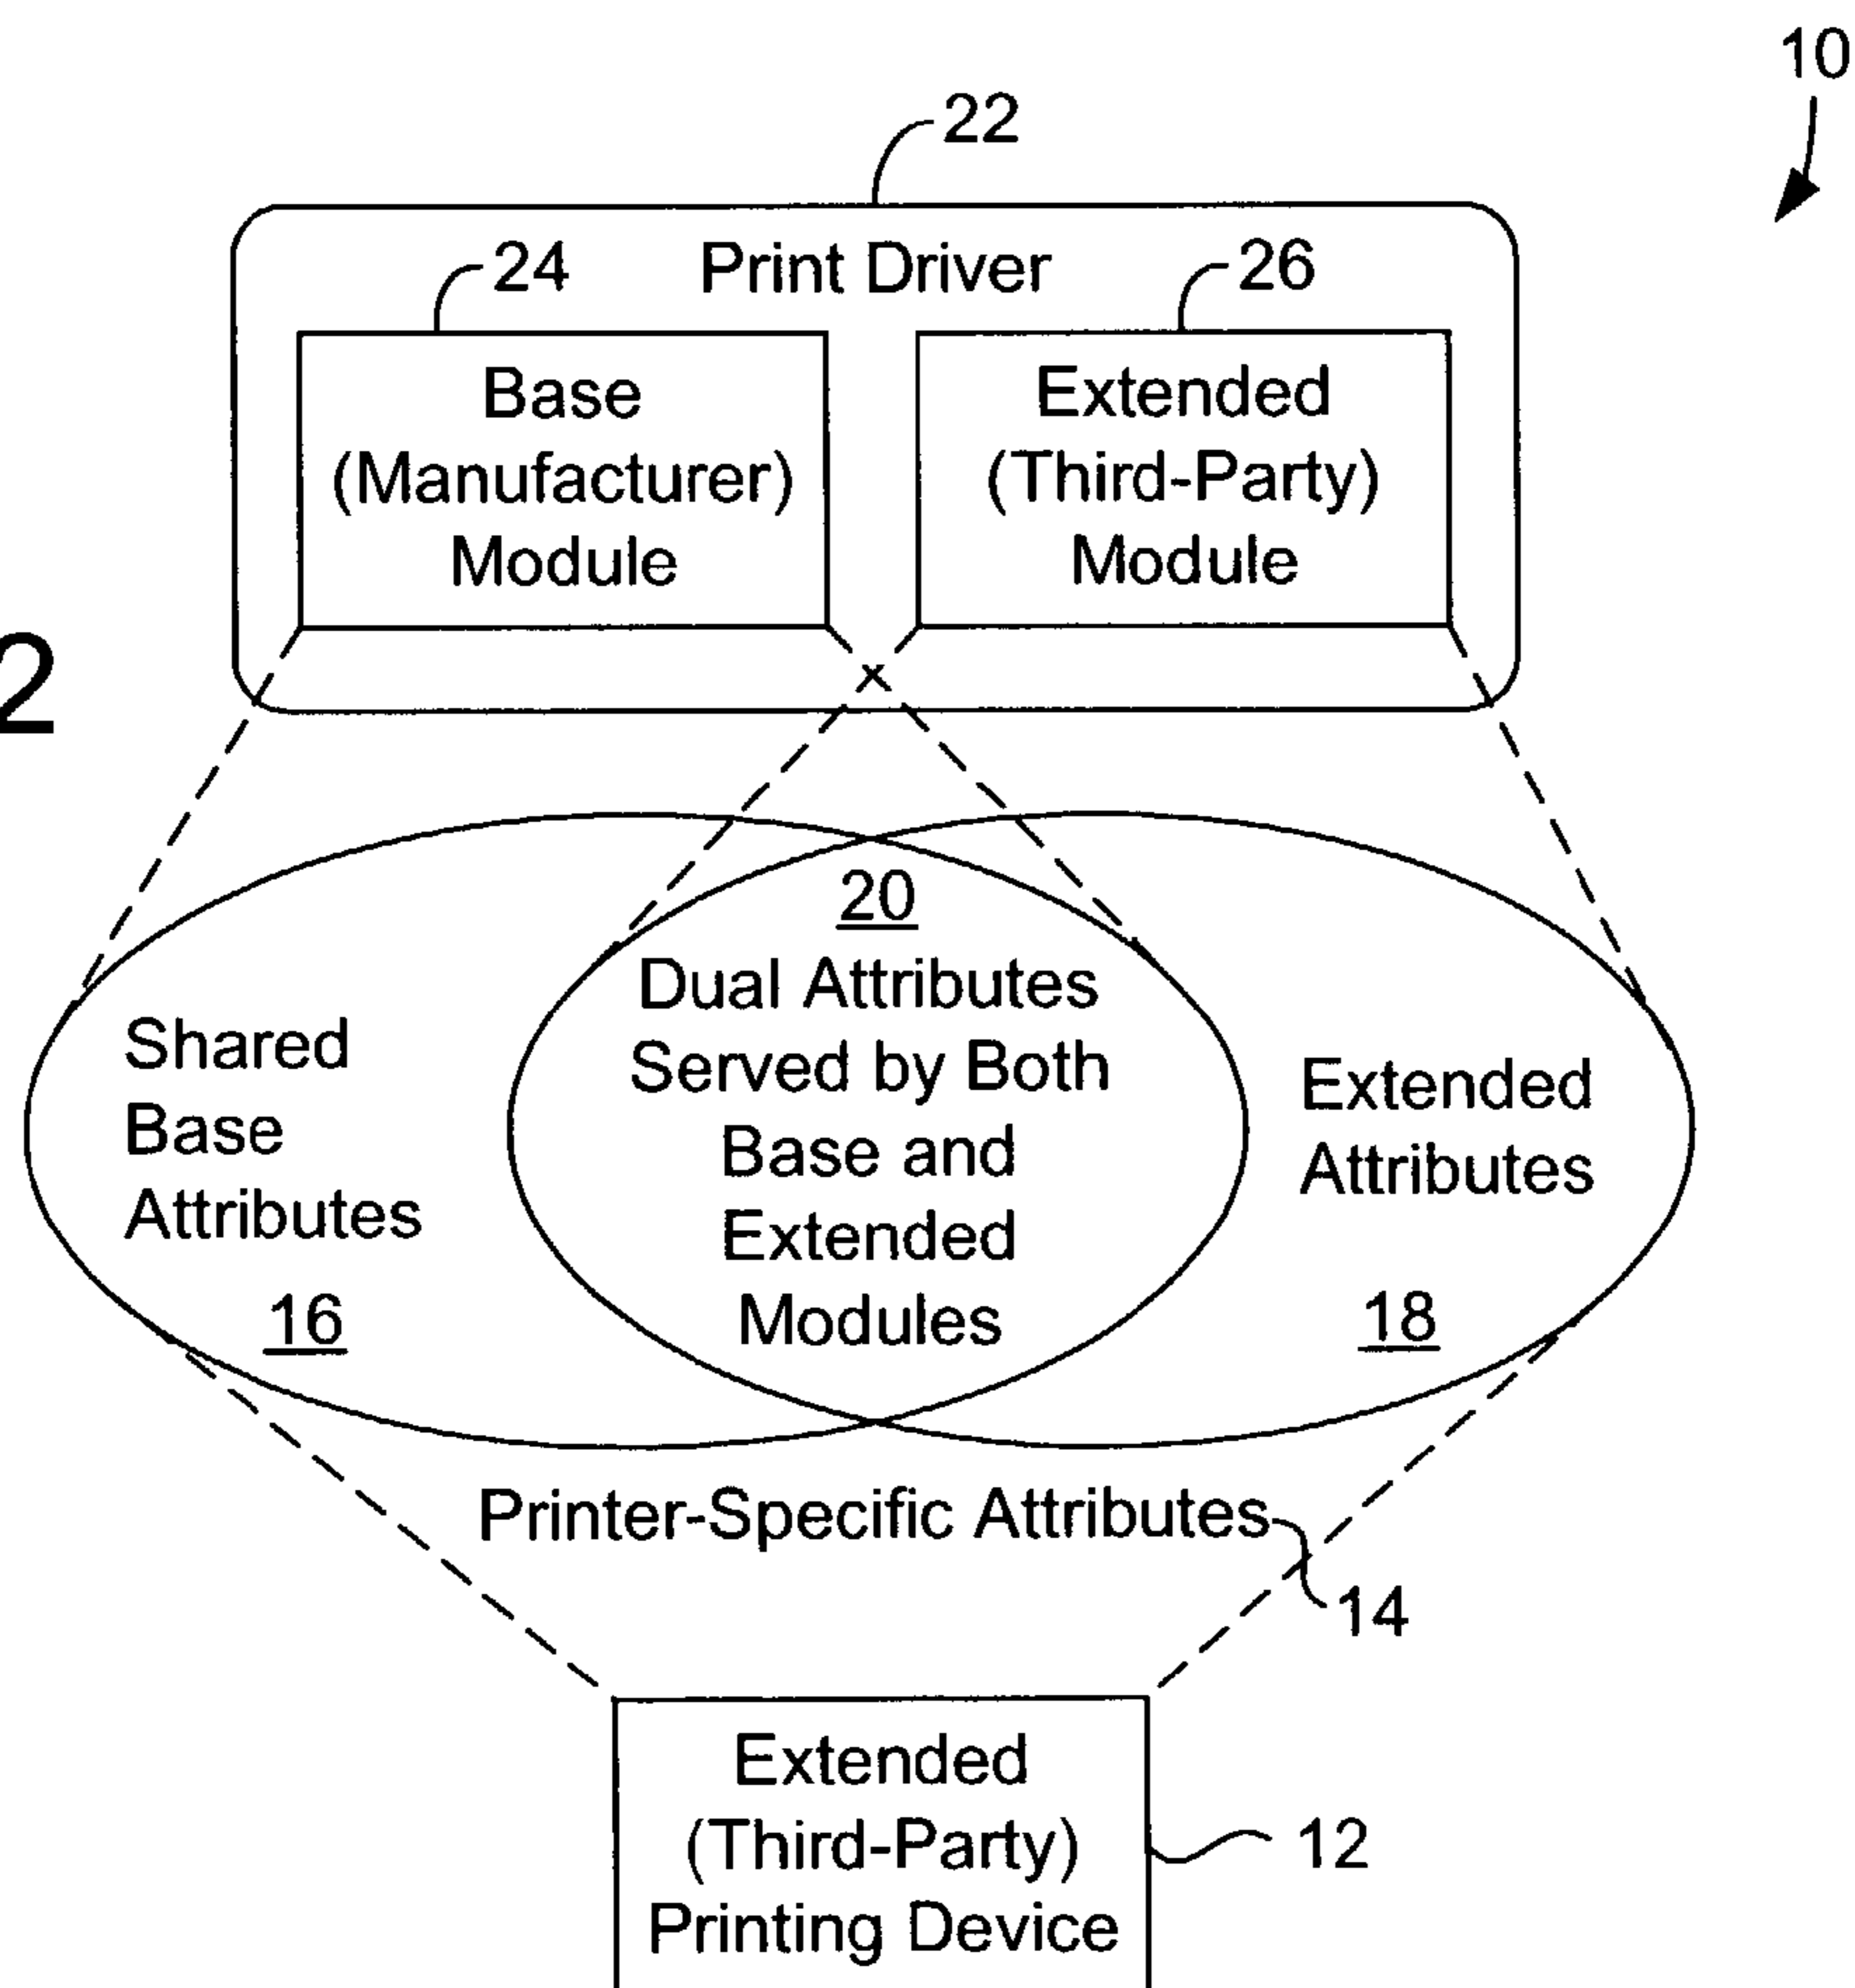 10
22
24
Print Driver
26
Base
(Manufacturer)
Module
Extended
(Third-Party)
Module
2
20
Dual Attributes
Served by Both
Base and
Extended
Modules
Shared
Base
Attributes
16
Extended
Attributes
18
Printer-Specific Attributes
14
Extended
(Third-Party)
Printing Device
12